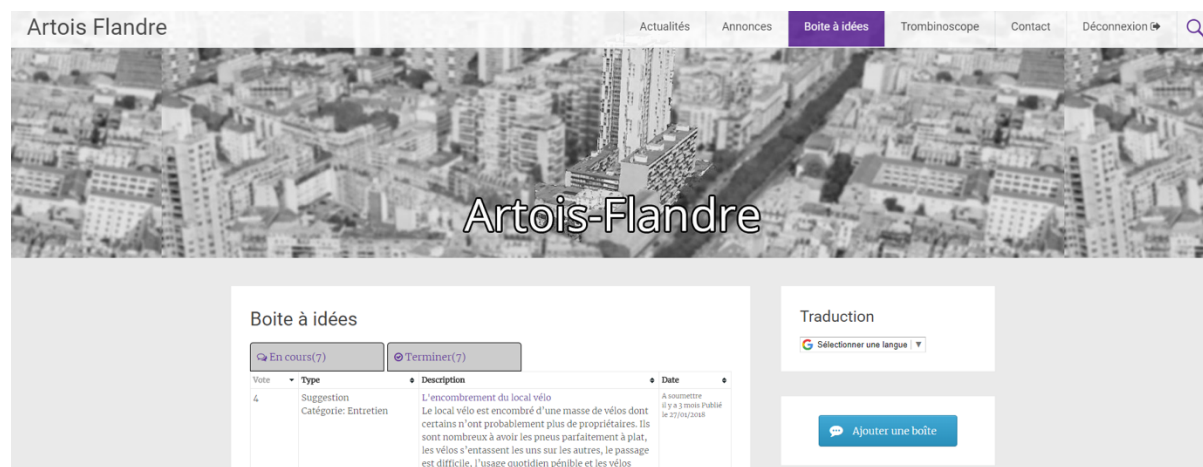 Artois Flandre
Actualités
Annonces
Boite à idées
Trombinoscope
Contact
Déconnexion
Artois-Flandre
Boite à idées
En cours(7)
Terminer(7)
Vote Type Description Date
4
Suggestion
Catégorie: Entretien
L'encombrement du local vélo
Le local vélo est encombré d'une masse de vélos dont
certains n'ont probablement plus de propriétaires. Ils
sont nombreux à avoir les pneus parfaitement à plat,
les vélos s'entassent les uns sur les autres, le passage
est difficile, l'usage quotidien pénible et les vélos
A soumettre
il y a 3 mois Publié
le 27/01/2018
Traduction
G Sélectionner une langue
Ajouter une boîte